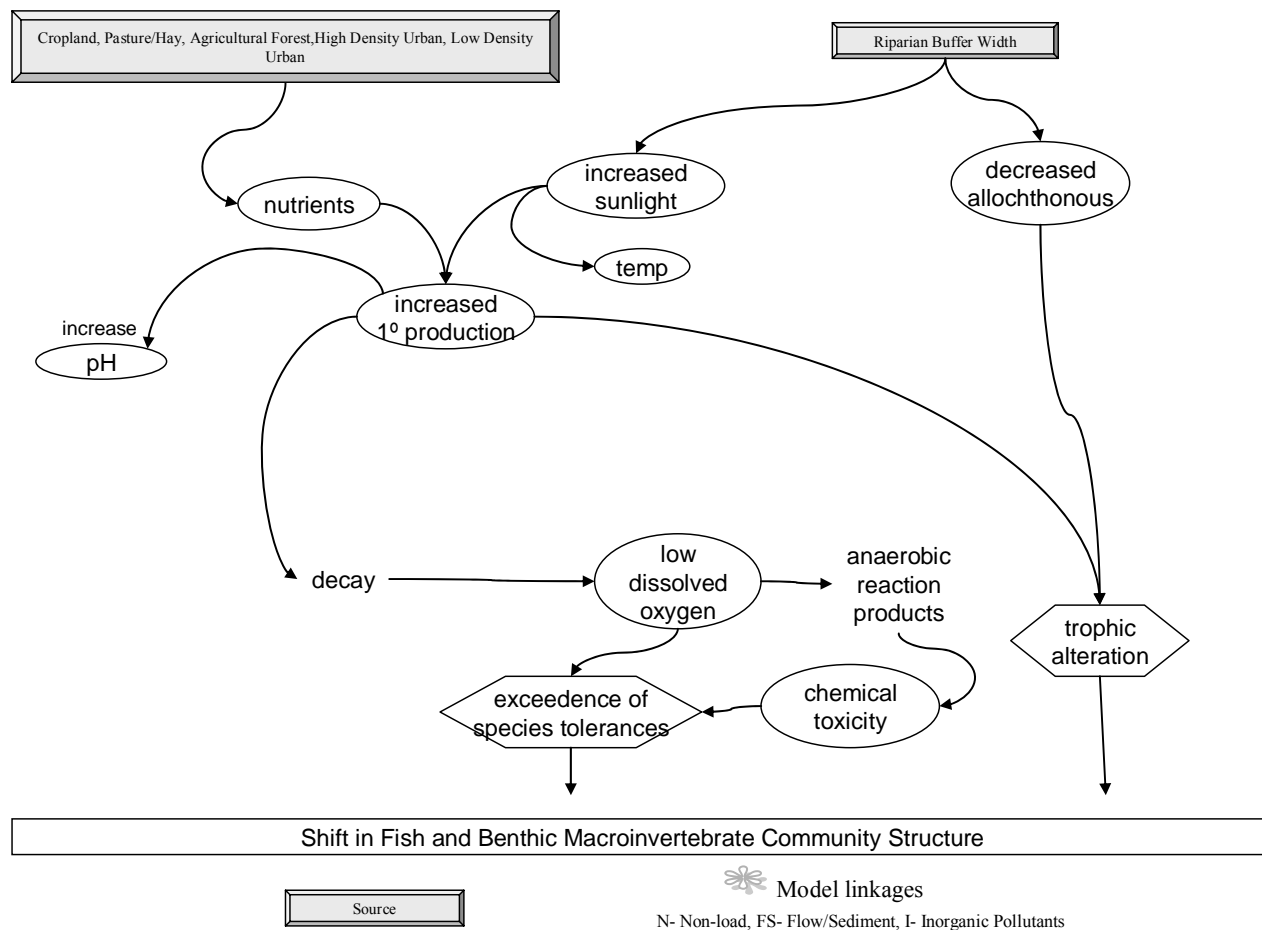 Cropland, Pasture/Hay, Agricultural Forest,High Density Urban, Low Density
Urban
Riparian Buffer Width
increased
sunlight
decreased
allochthonous
nutrients
temp
increased
1º production
increase
pH
decay
low
dissolved
oxygen
anaerobic
reaction
products
trophic
alteration
exceedence of
species tolerances
chemical
toxicity
Shift in Fish and Benthic Macroinvertebrate Community Structure
Source
Model linkages
N- Non-load, FS- Flow/Sediment, I- Inorganic Pollutants